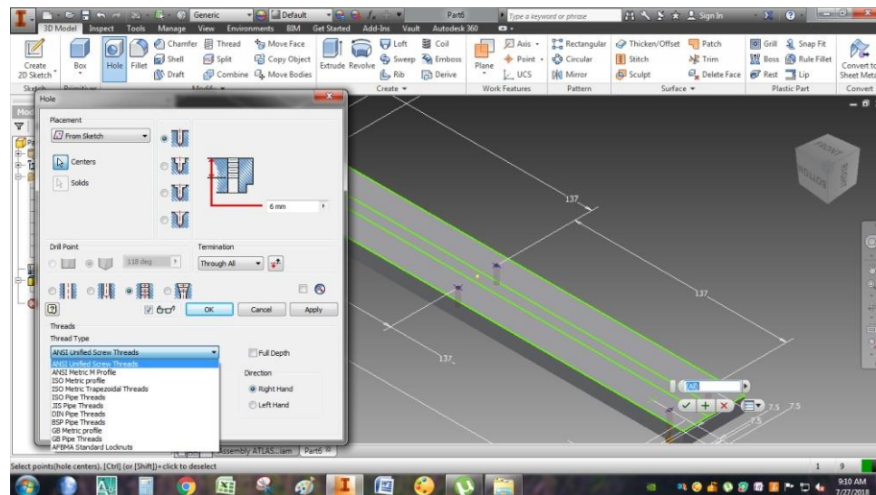 Generic Default Part6 Type a keyword or phrase Sign In
3D Model Inspect Tools Manage View Environments BIM Get Started Add-Ins Vault Autodesk 360
Create
2D Sketch
Box
Hole
Fillet
Chamfer
Shell
Draft
Thread
Split
Combine
Move Face
Copy Object
Move Bodies
Extrude
Revolve
Loft
Sweep
Rib
Coil
Emboss
Derive
Plane
Axis
Point
UCS
Rectangular
Circular
Mirror
Thicken/Offset
Stitch
Sculpt
Patch
Trim
Delete Face
Grill
Boss
Rest
Snap Fit
Rule Fillet
Lip
Convert to
Sheet Metal
Sketch
Create
Work Features
Pattern
Surface
Plastic Part
Convert
Hole
Placement
From Sketch
Centers
Solids
6 mm
Drill Point
118 deg
Termination
Through All
OK
Cancel
Apply
Threads
Thread Type
ANSI Unified Screw Threads
ANSI Unified Screw Threads
ANSI Metric M Profile
ISO Metric profile
ISO Metric Trapezoidal Threads
ISO Pipe Threads
JIS Pipe Threads
DIN Pipe Threads
BSP Pipe Threads
GB Metric profile
GB Pipe Threads
AFBMA Standard Locknuts
Full Depth
Direction
Right Hand
Left Hand
FRONT
RIGHT
BOTTOM
137
137
137
7.5
7.5
7.5
Assembly ATLAS...iam
Part6
Select points(hole centers). [Ctrl] (or [Shift])+click to deselect
1 9
9:10 AM
7/27/2018